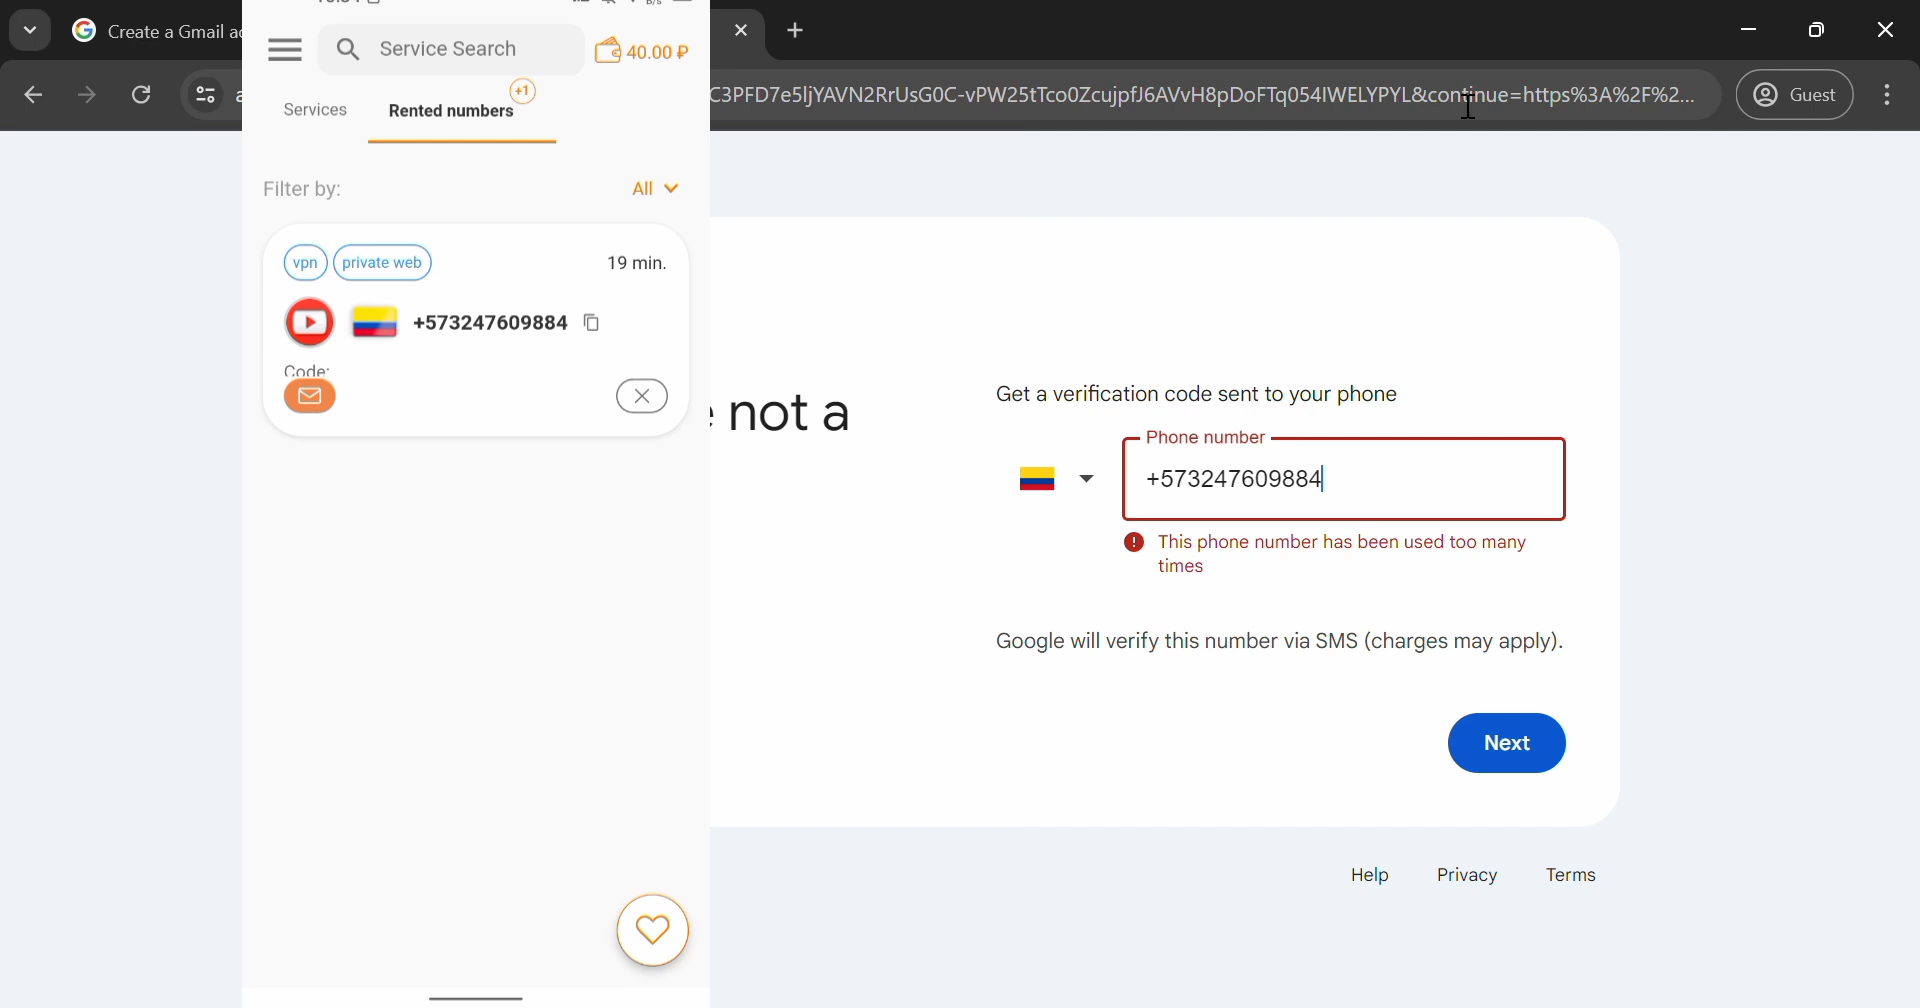 Create a Gmail ac
Service Search
40.00 ₽
C3PFD7e5ljYAVN2RrUsG0C-vPW25tTco0ZcujpfJ6AVvH8pDoFTq054IWELYPYL&continue=https%3A%2F%2...
Guest
+1
Services
Rented numbers
Filter by:
All
vpn
private web
19 min.
+573247609884
Code:
not a
Get a verification code sent to your phone
Phone number
+573247609884
This phone number has been used too many
times
Google will verify this number via SMS (charges may apply).
Next
Help
Privacy
Terms